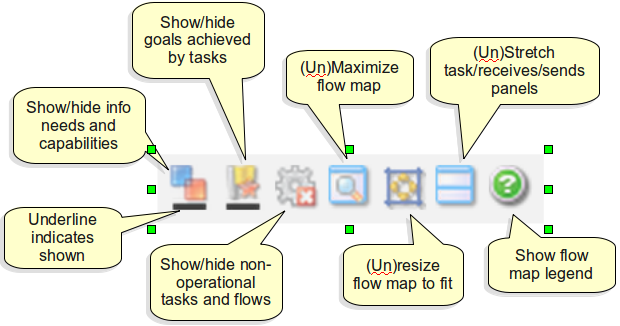 Show/hide
goals achieved
by tasks
(Un)Maximize
flow map
(Un)Stretch
task/receives/sends
panels
Show/hide info
needs and
capabilities
Underline
indicates
shown
Show/hide non-
operational
tasks and flows
(Un)resize
flow map to fit
Show flow
map legend